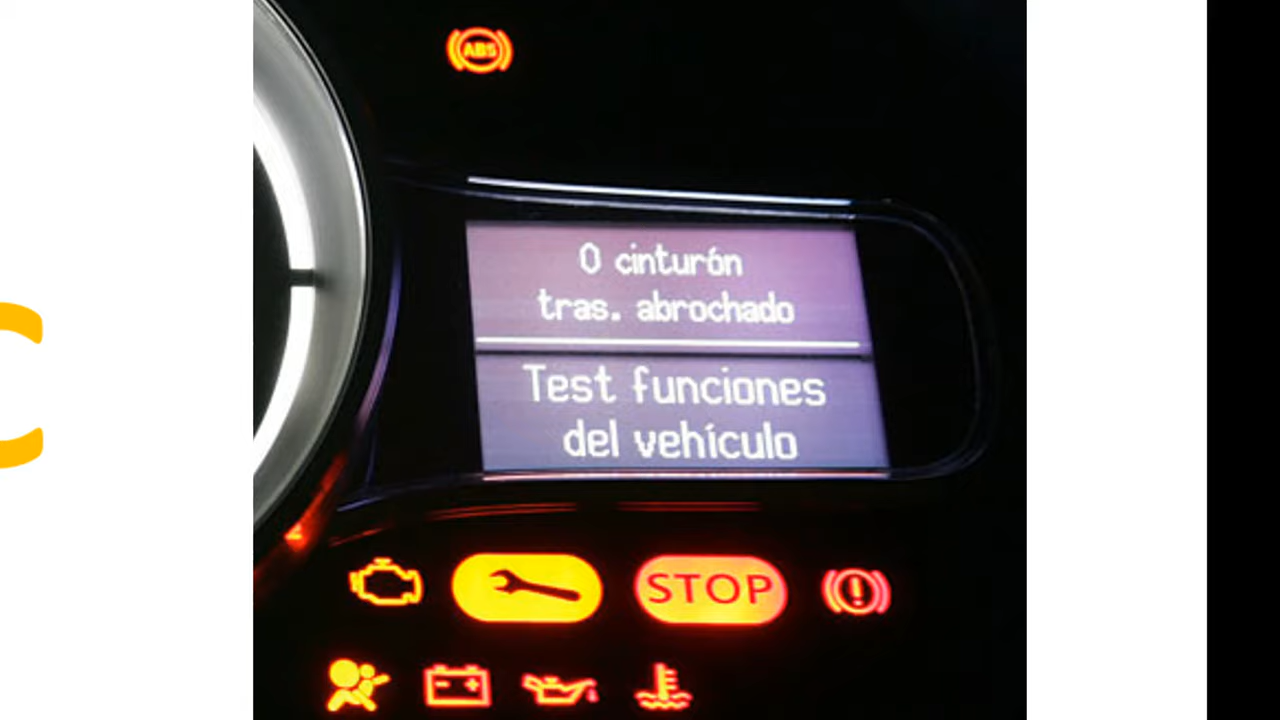 C
ABS
0 cinturón
tras. abrochado
Test funciones
del vehículo
STOP